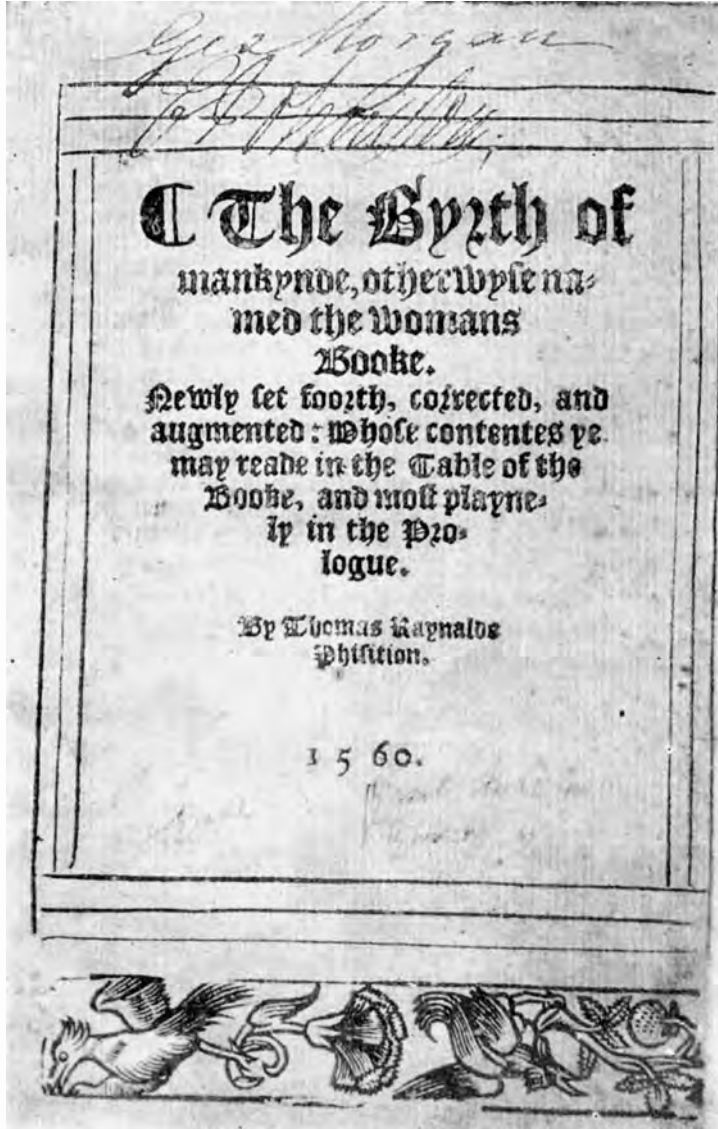 Geo Morgan
¶ The Byrth of
mankynde, otherwyse na⸗
med the womans
Booke.
Newly set foorth, corrected, and
augmented: Whose contentes ye
may reade in the Table of the
Booke, and most playne⸗
ly in the Pro⸗
logue.
By Thomas Raynalde
Phisition.
1560.